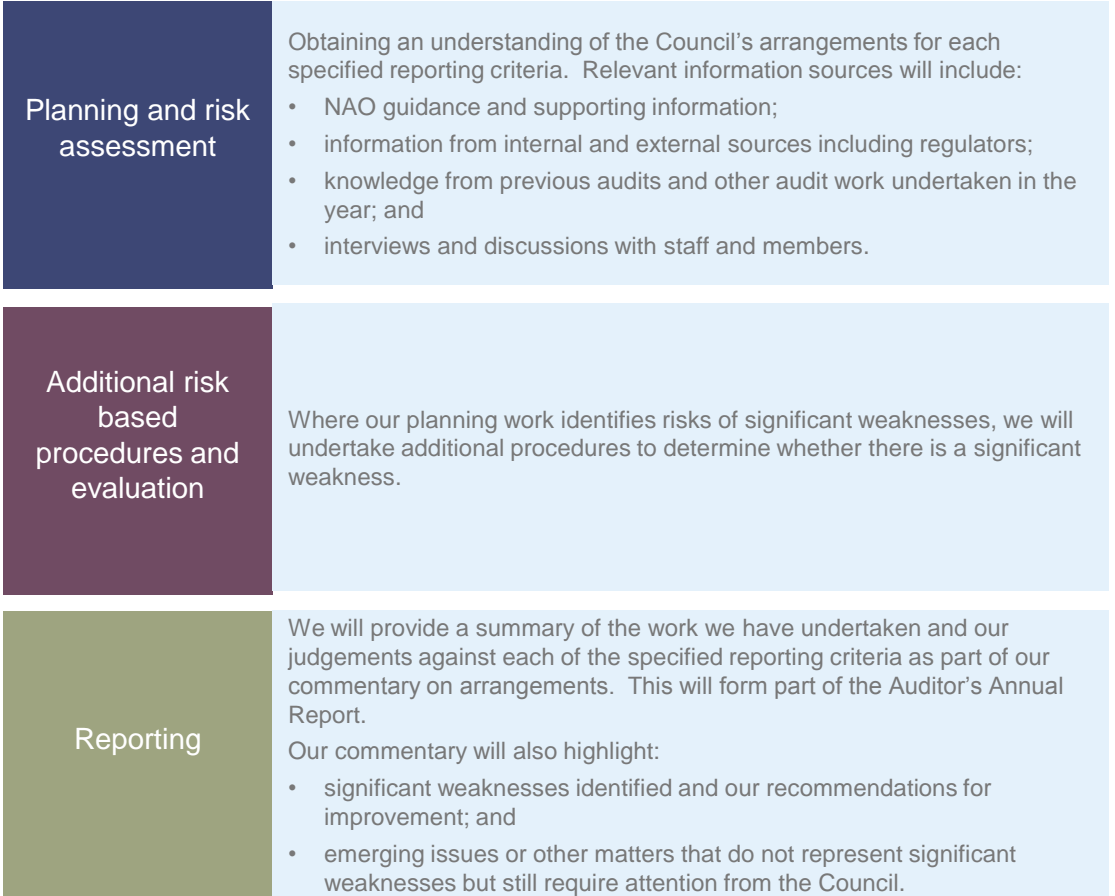 Planning and risk
assessment
Obtaining an understanding of the Council’s arrangements for each
specified reporting criteria.  Relevant information sources will include:
• NAO guidance and supporting information;
• information from internal and external sources including regulators;
• knowledge from previous audits and other audit work undertaken in the
year; and
• interviews and discussions with staff and members.
Additional risk
based
procedures and
evaluation
Where our planning work identifies risks of significant weaknesses, we will
undertake additional procedures to determine whether there is a significant
weakness.
Reporting
We will provide a summary of the work we have undertaken and our
judgements against each of the specified reporting criteria as part of our
commentary on arrangements.  This will form part of the Auditor’s Annual
Report.
Our commentary will also highlight:
• significant weaknesses identified and our recommendations for
improvement; and
• emerging issues or other matters that do not represent significant
weaknesses but still require attention from the Council.